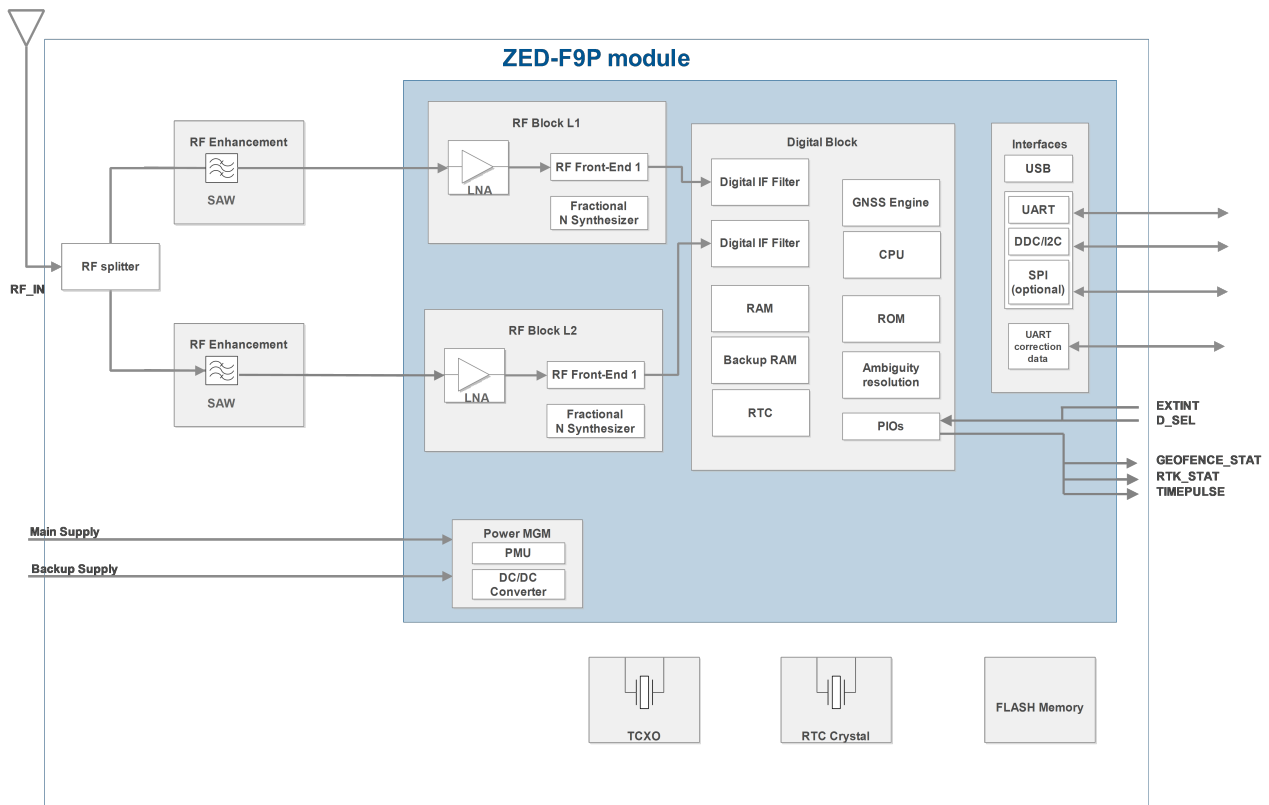 ZED-F9P module
RF_IN
RF splitter
RF Enhancement
SAW
RF Enhancement
SAW
RF Block L1
LNA
RF Front-End 1
Fractional
N Synthesizer
RF Block L2
LNA
RF Front-End 1
Fractional
N Synthesizer
Digital Block
Digital IF Filter
Digital IF Filter
RAM
Backup RAM
RTC
GNSS Engine
CPU
ROM
Ambiguity
resolution
PIOs
Interfaces
USB
UART
DDC/I2C
SPI
(optional)
UART
correction
data
EXTINT
D_SEL
GEOFENCE_STAT
RTK_STAT
TIMEPULSE
Main Supply
Backup Supply
Power MGM
PMU
DC/DC
Converter
TCXO
RTC Crystal
FLASH Memory